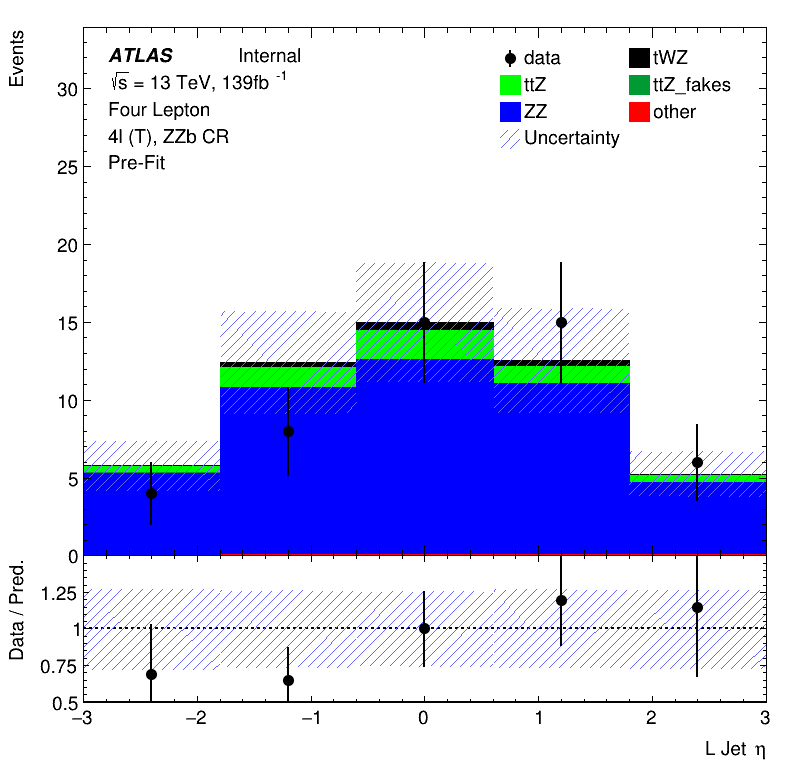 Events
ATLAS Internal
√s = 13 TeV, 139fb -1
Four Lepton
4l (T), ZZb CR
Pre-Fit
data
tWZ
ttZ
ttZ_fakes
ZZ
other
Uncertainty
30
25
20
15
10
5
0
Data / Pred.
1.25
1
0.75
0.5
−3 −2 −1 0 1 2 3
L Jet η